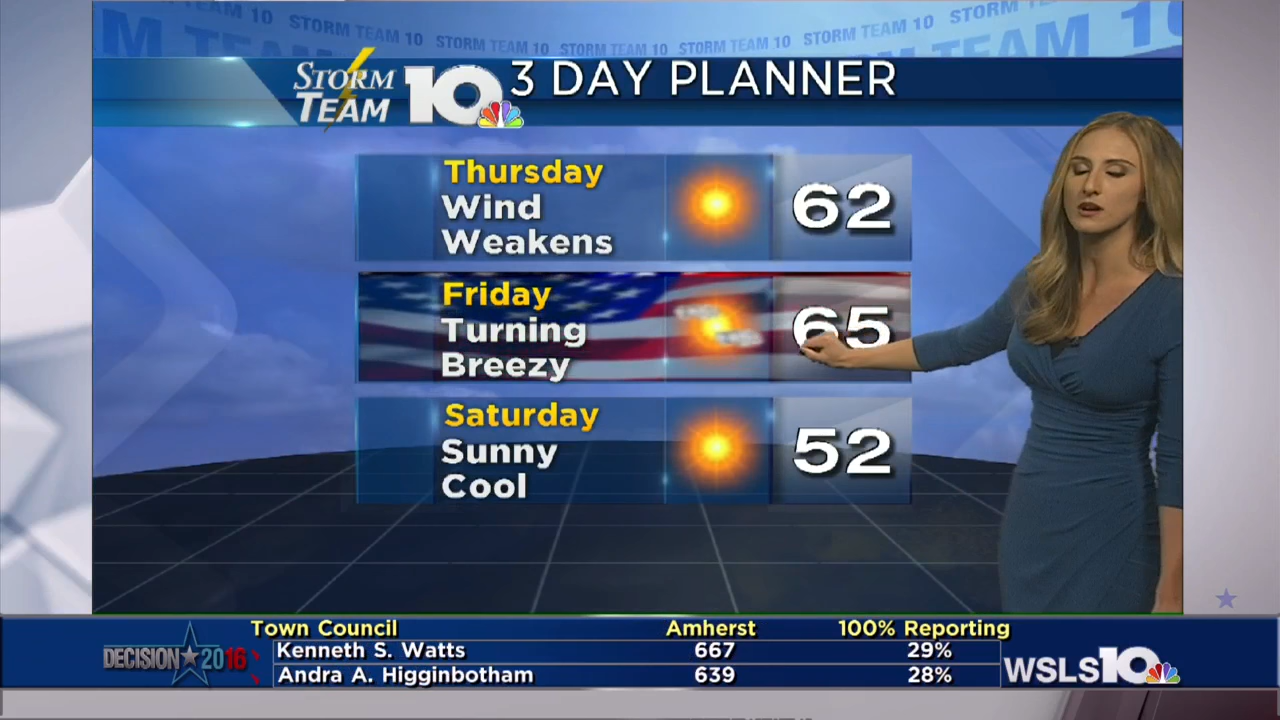 STORM TEAM 10 STORM TEAM 10 STORM TEAM 10 STORM TEAM 10 STORM TEAM 10
STORM TEAM 10
3 DAY PLANNER
Thursday
Wind
Weakens
62
Friday
Turning
Breezy
65
Saturday
Sunny
Cool
52
Town Council Amherst 100% Reporting
DECISION 2016
Kenneth S. Watts 667 29%
Andra A. Higginbotham 639 28%
WSLS 10